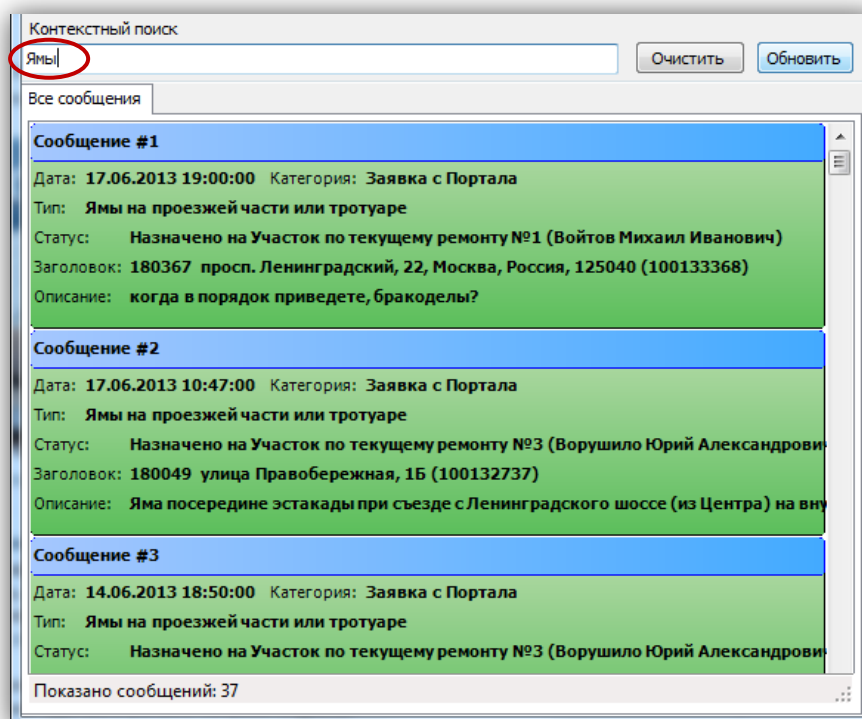 Контекстный поиск
Ямы
Очистить
Обновить
Все сообщения
Сообщение #1
Дата: 17.06.2013 19:00:00 Категория: Заявка с Портала
Тип: Ямы на проезжей части или тротуаре
Статус: Назначено на Участок по текущему ремонту №1 (Войтов Михаил Иванович)
Заголовок: 180367 просп. Ленинградский, 22, Москва, Россия, 125040 (100133368)
Описание: когда в порядок приведете, бракоделы?
Сообщение #2
Дата: 17.06.2013 10:47:00 Категория: Заявка с Портала
Тип: Ямы на проезжей части или тротуаре
Статус: Назначено на Участок по текущему ремонту №3 (Ворушило Юрий Александрови
Заголовок: 180049 улица Правобережная, 1Б (100132737)
Описание: Яма посередине эстакады при съезде с Ленинградского шоссе (из Центра) на вну
Сообщение #3
Дата: 14.06.2013 18:50:00 Категория: Заявка с Портала
Тип: Ямы на проезжей части или тротуаре
Статус: Назначено на Участок по текущему ремонту №3 (Ворушило Юрий Александрови
Показано сообщений: 37